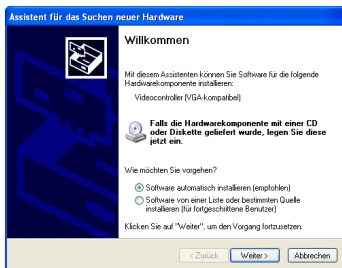 Assistent für das Suchen neuer Hardware
Willkommen
Mit diesem Assistenten können Sie Software für die folgende
Hardwarekomponente installieren:
Videocontroller (VGA-kompatibel)
Falls die Hardwarekomponente mit einer CD
oder Diskette geliefert wurde, legen Sie diese
jetzt ein.
Wie möchten Sie vorgehen?
Software automatisch installieren (empfohlen)
Software von einer Liste oder bestimmten Quelle
installieren (für fortgeschrittene Benutzer)
Klicken Sie auf "Weiter", um den Vorgang fortzusetzen.
< Zurück Weiter > Abbrechen